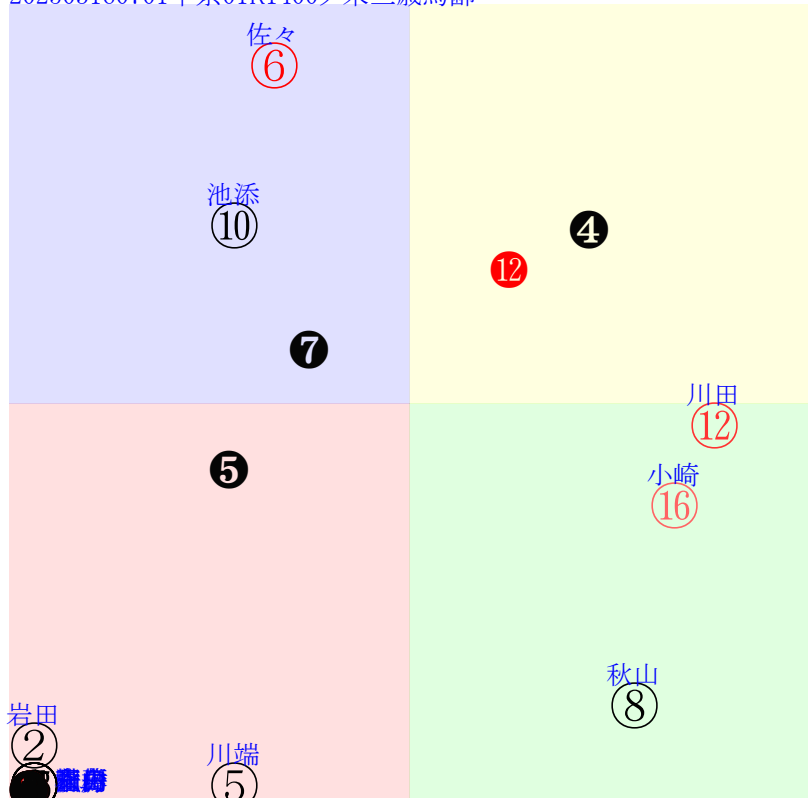 佐々
⑥
池添
⑩
❹
⓬
❼
川田
⑫
❺
小崎
⑯
秋山
⑧
岩田
②
川端
⑤